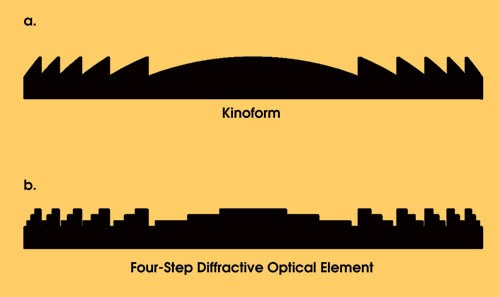 a.
Kinoform
b.
Four-Step Diffractive Optical Element